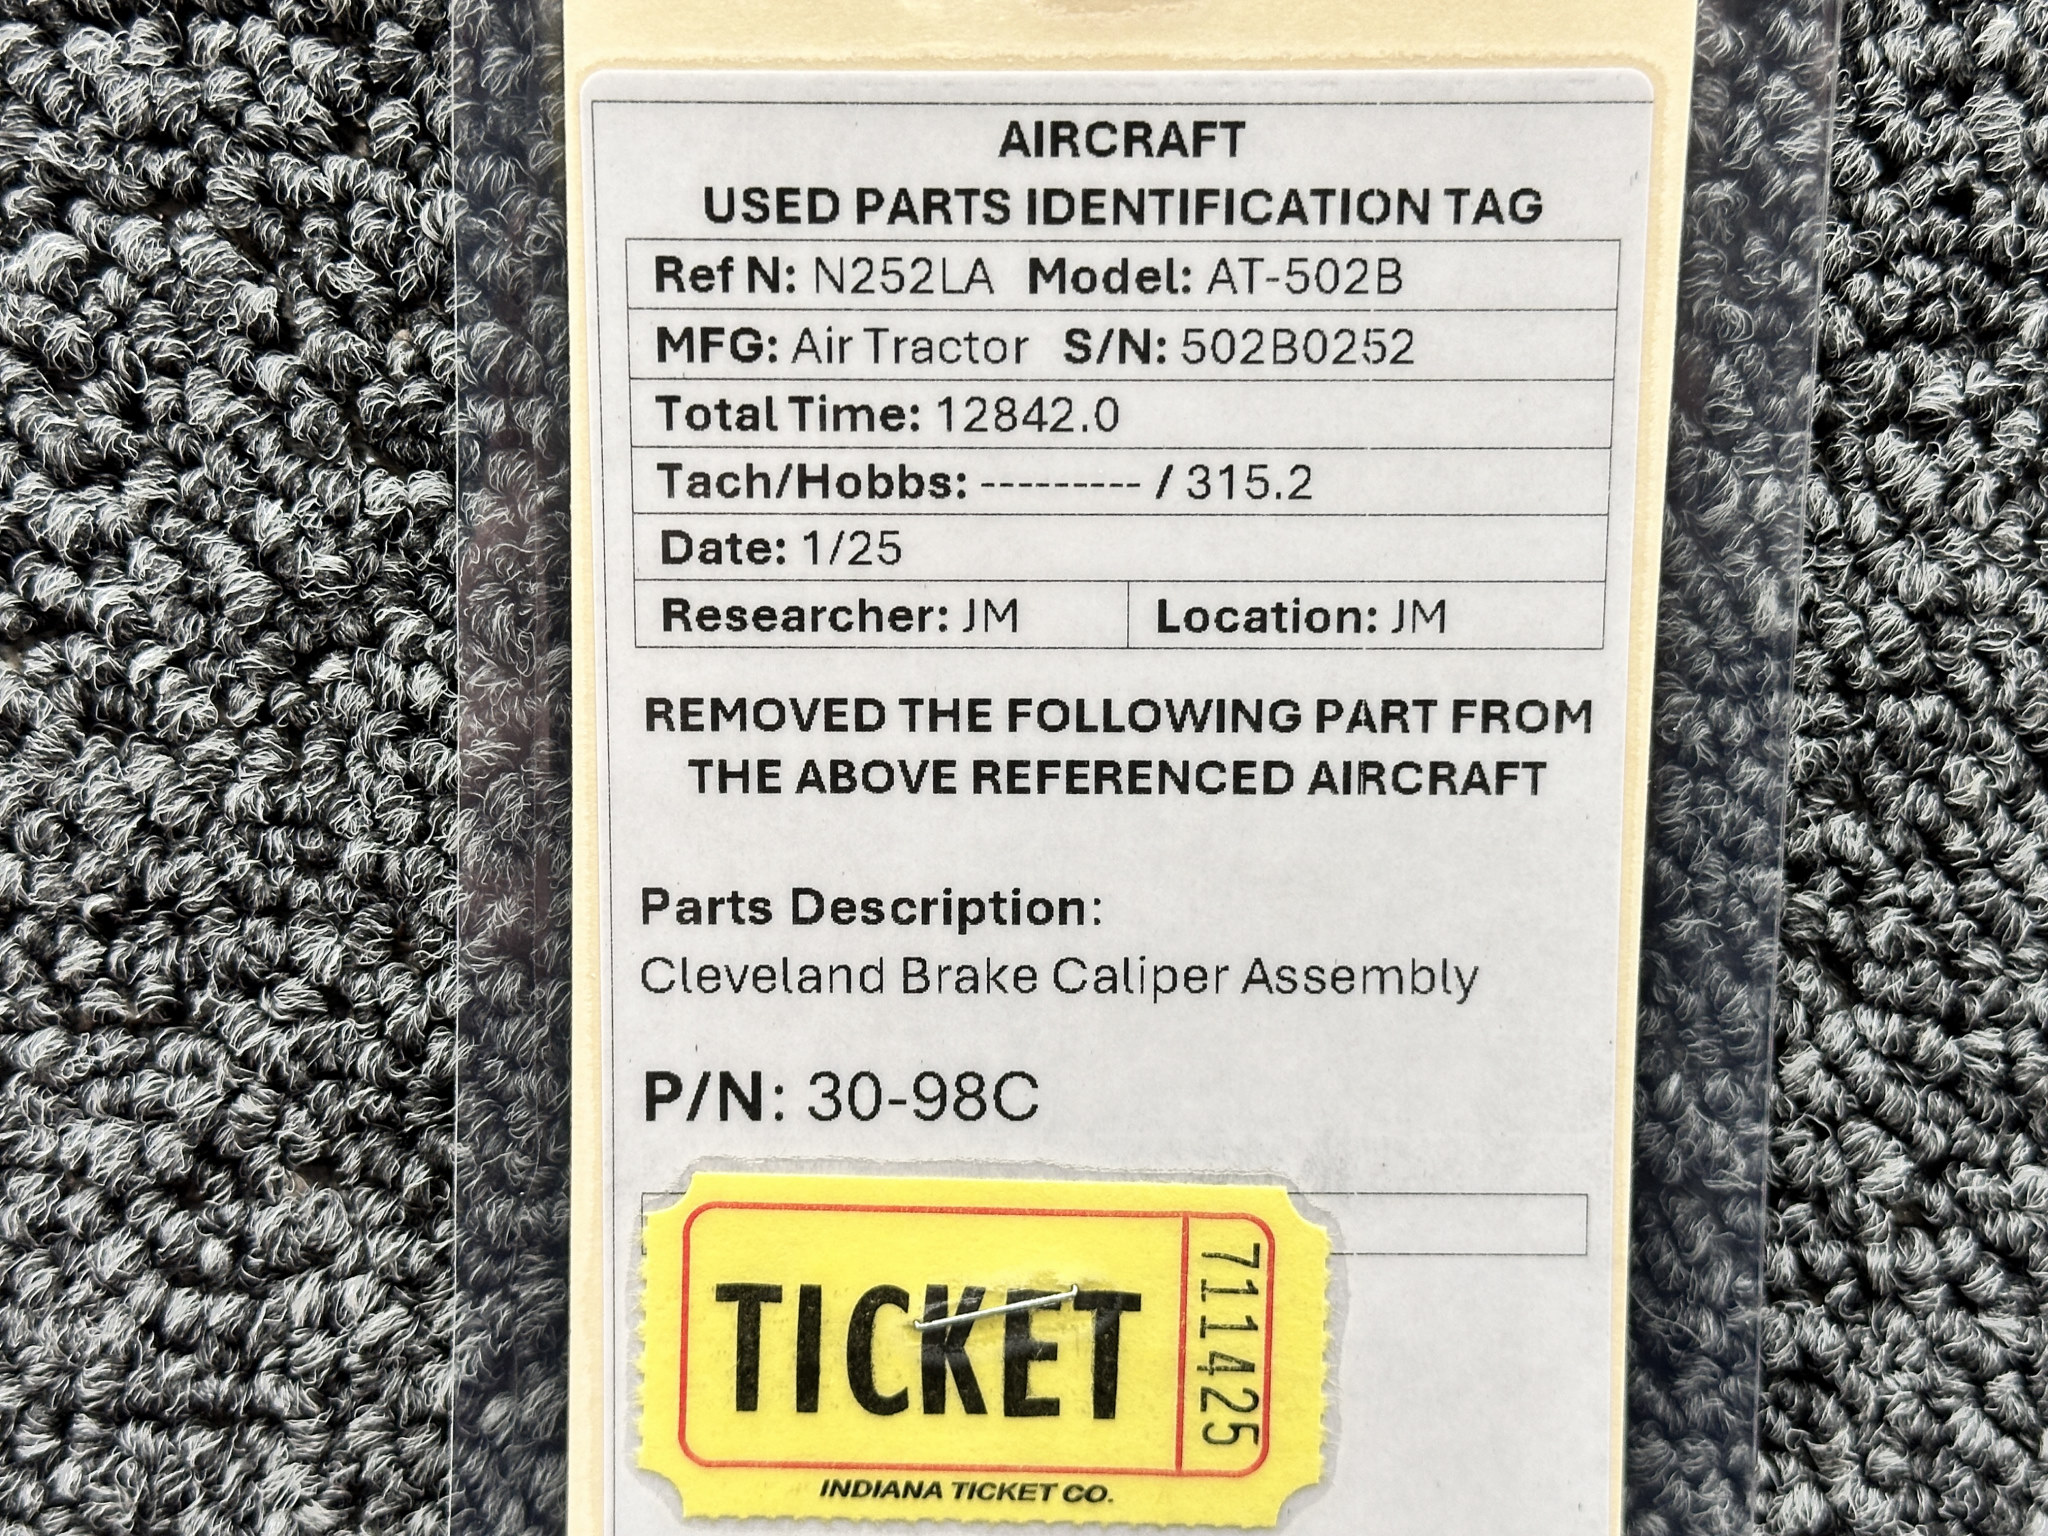 AIRCRAFT
USED PARTS IDENTIFICATION TAG
Ref N: N252LA Model: AT-502B
MFG: Air Tractor S/N: 502B0252
Total Time: 12842.0
Tach/Hobbs: --------- / 315.2
Date: 1/25
Researcher: JM Location: JM
REMOVED THE FOLLOWING PART FROM
THE ABOVE REFERENCED AIRCRAFT
Parts Description:
Cleveland Brake Caliper Assembly
P/N: 30-98C
TICKET
711425
INDIANA TICKET CO.